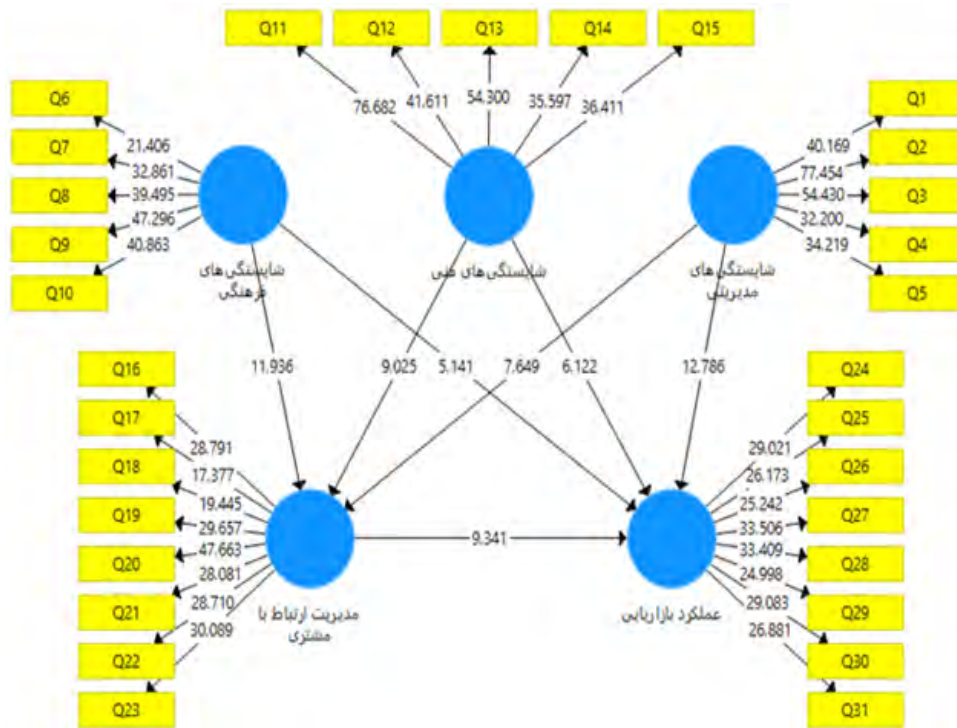 Q11
Q12
Q13
Q14
Q15
76.682
41.611
54.300
35.597
36.411
Q6
Q7
Q8
Q9
Q10
21.406
32.861
39.495
47.296
40.863
Q1
Q2
Q3
Q4
Q5
40.169
77.454
54.430
32.200
34.219
شایستگی‌های
فرهنگی
شایستگی‌های فنی
شایستگی‌های
مدیریتی
11.936
9.025
5.141
7.649
6.122
12.786
Q16
Q17
Q18
Q19
Q20
Q21
Q22
Q23
28.791
17.377
19.445
29.657
47.663
28.081
28.710
30.089
9.341
Q24
Q25
Q26
Q27
Q28
Q29
Q30
Q31
29.021
26.173
25.242
33.506
33.409
24.998
29.083
26.881
مدیریت ارتباط با
مشتری
عملکرد بازاریابی